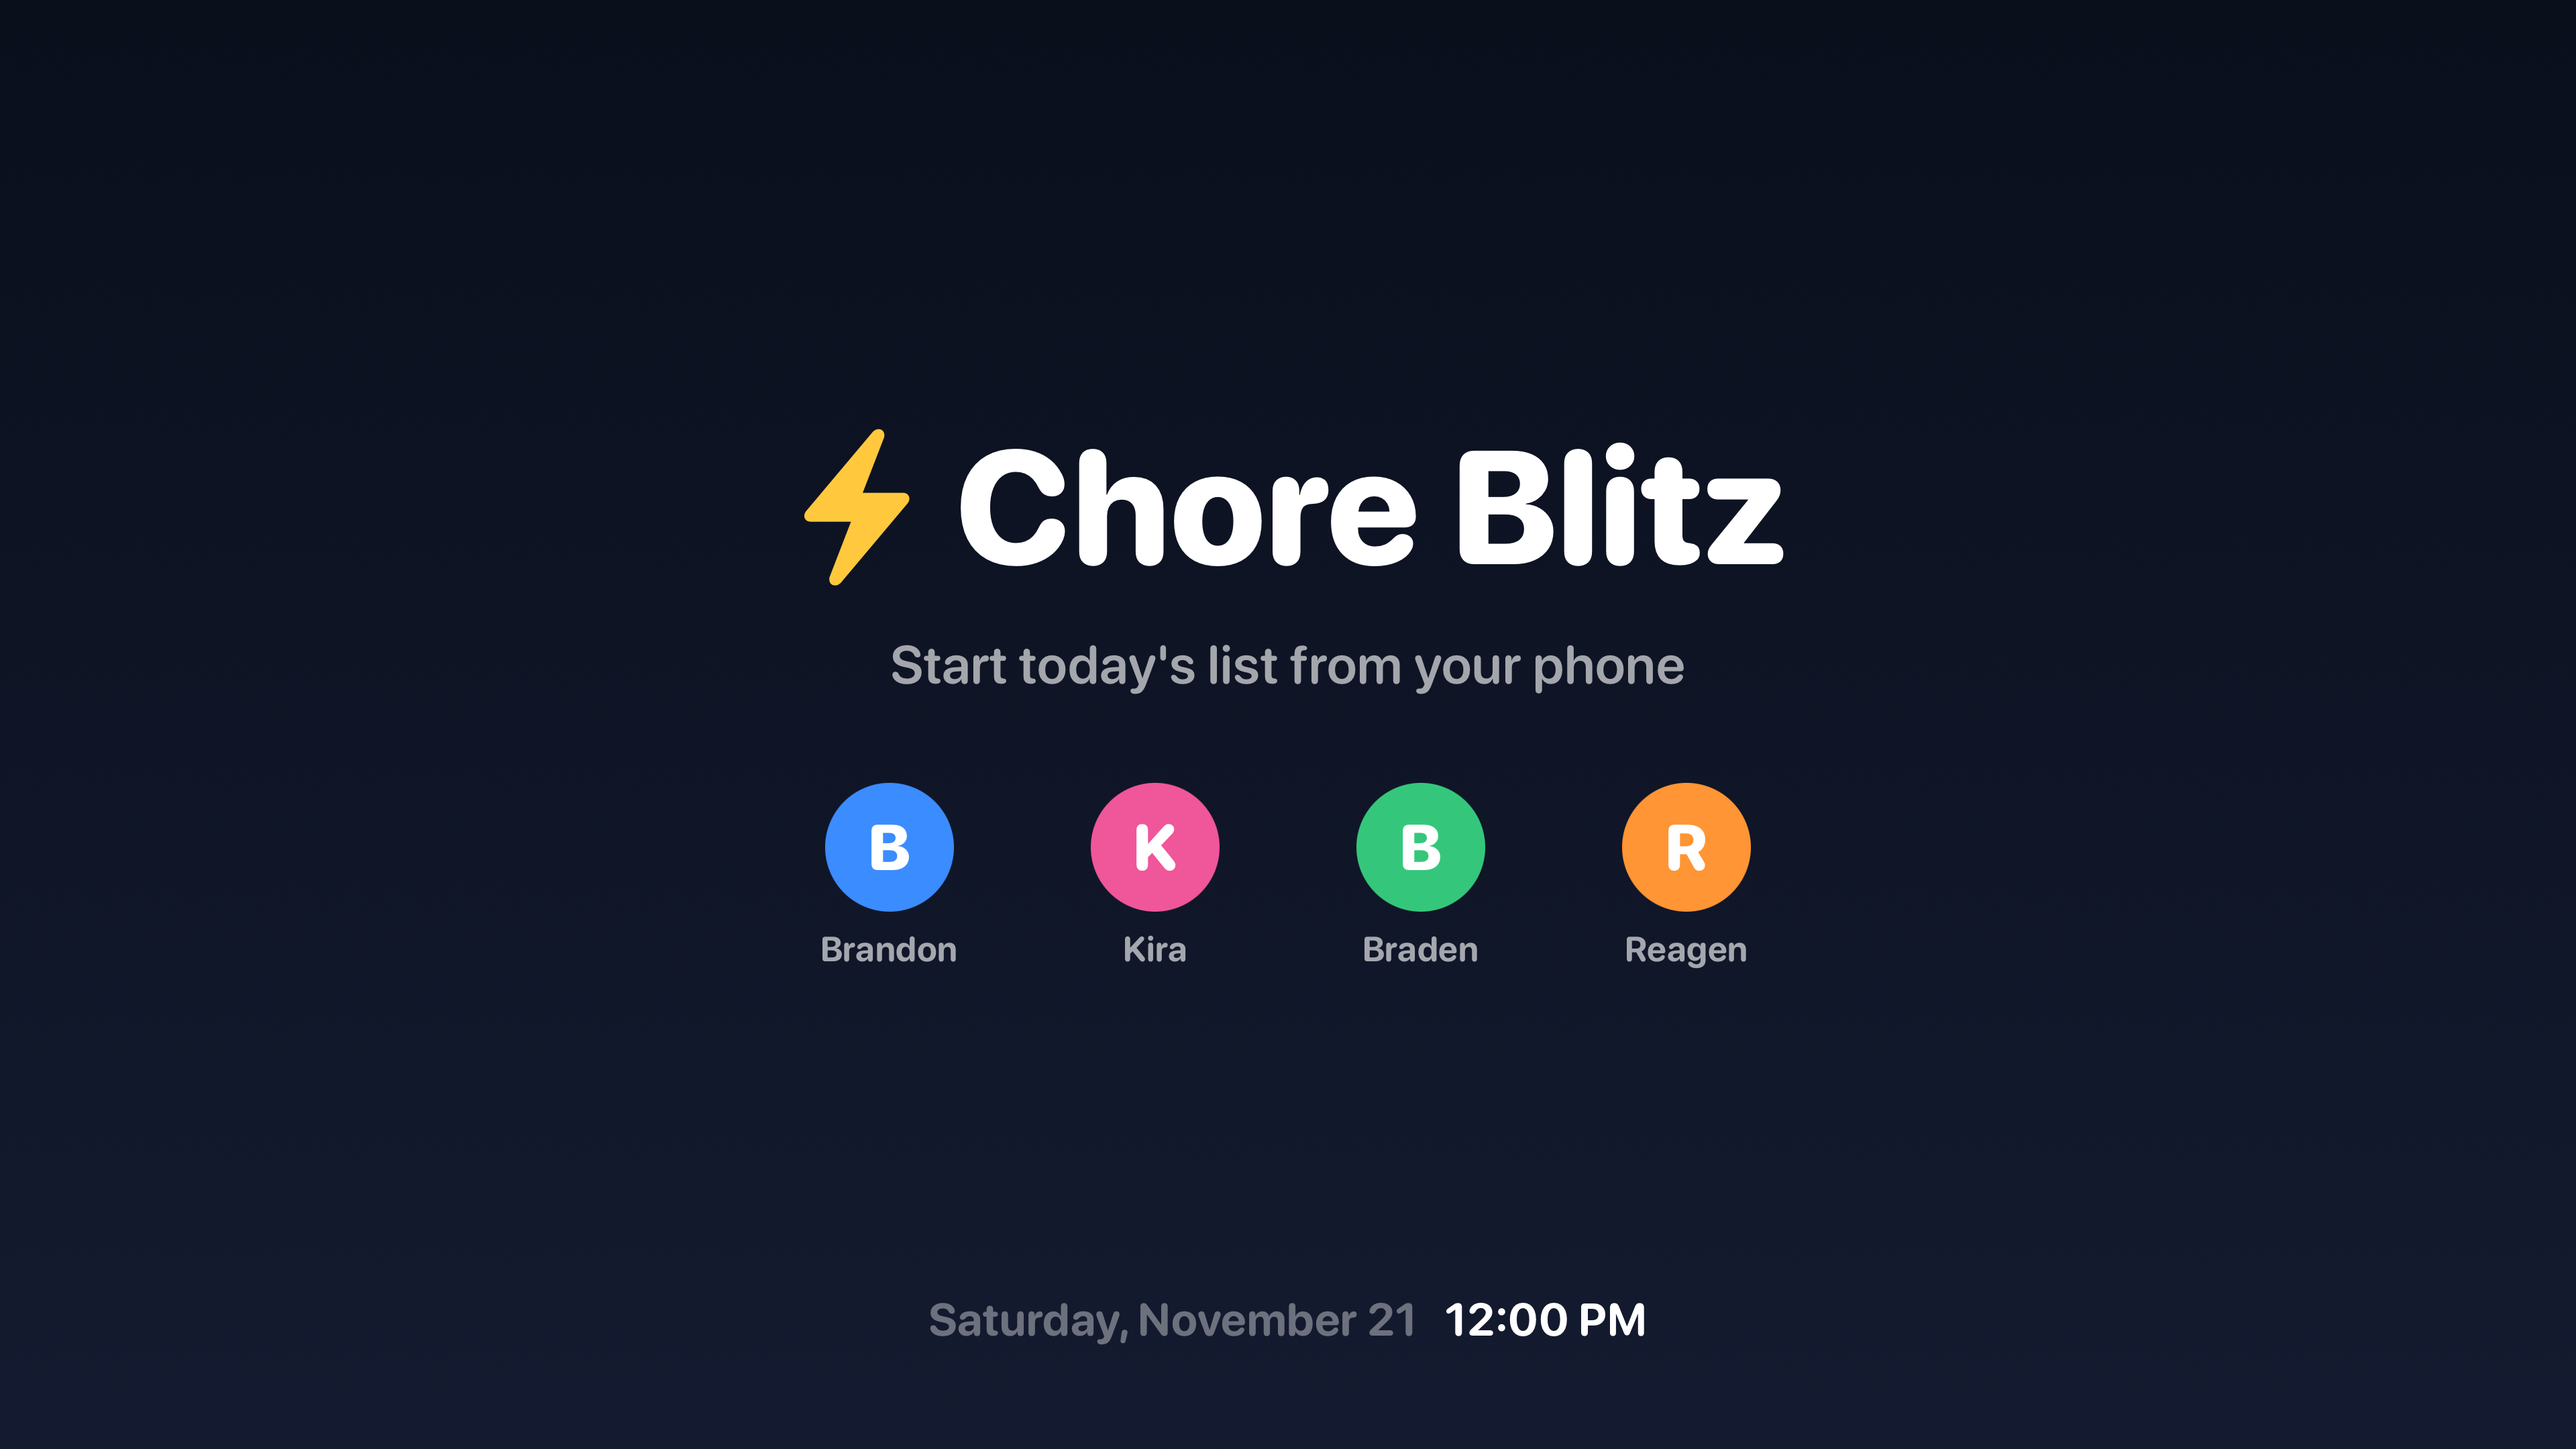 Chore Blitz
Start today's list from your phone
B K B R
Brandon Kira Braden Reagen
Saturday, November 21 12:00 PM